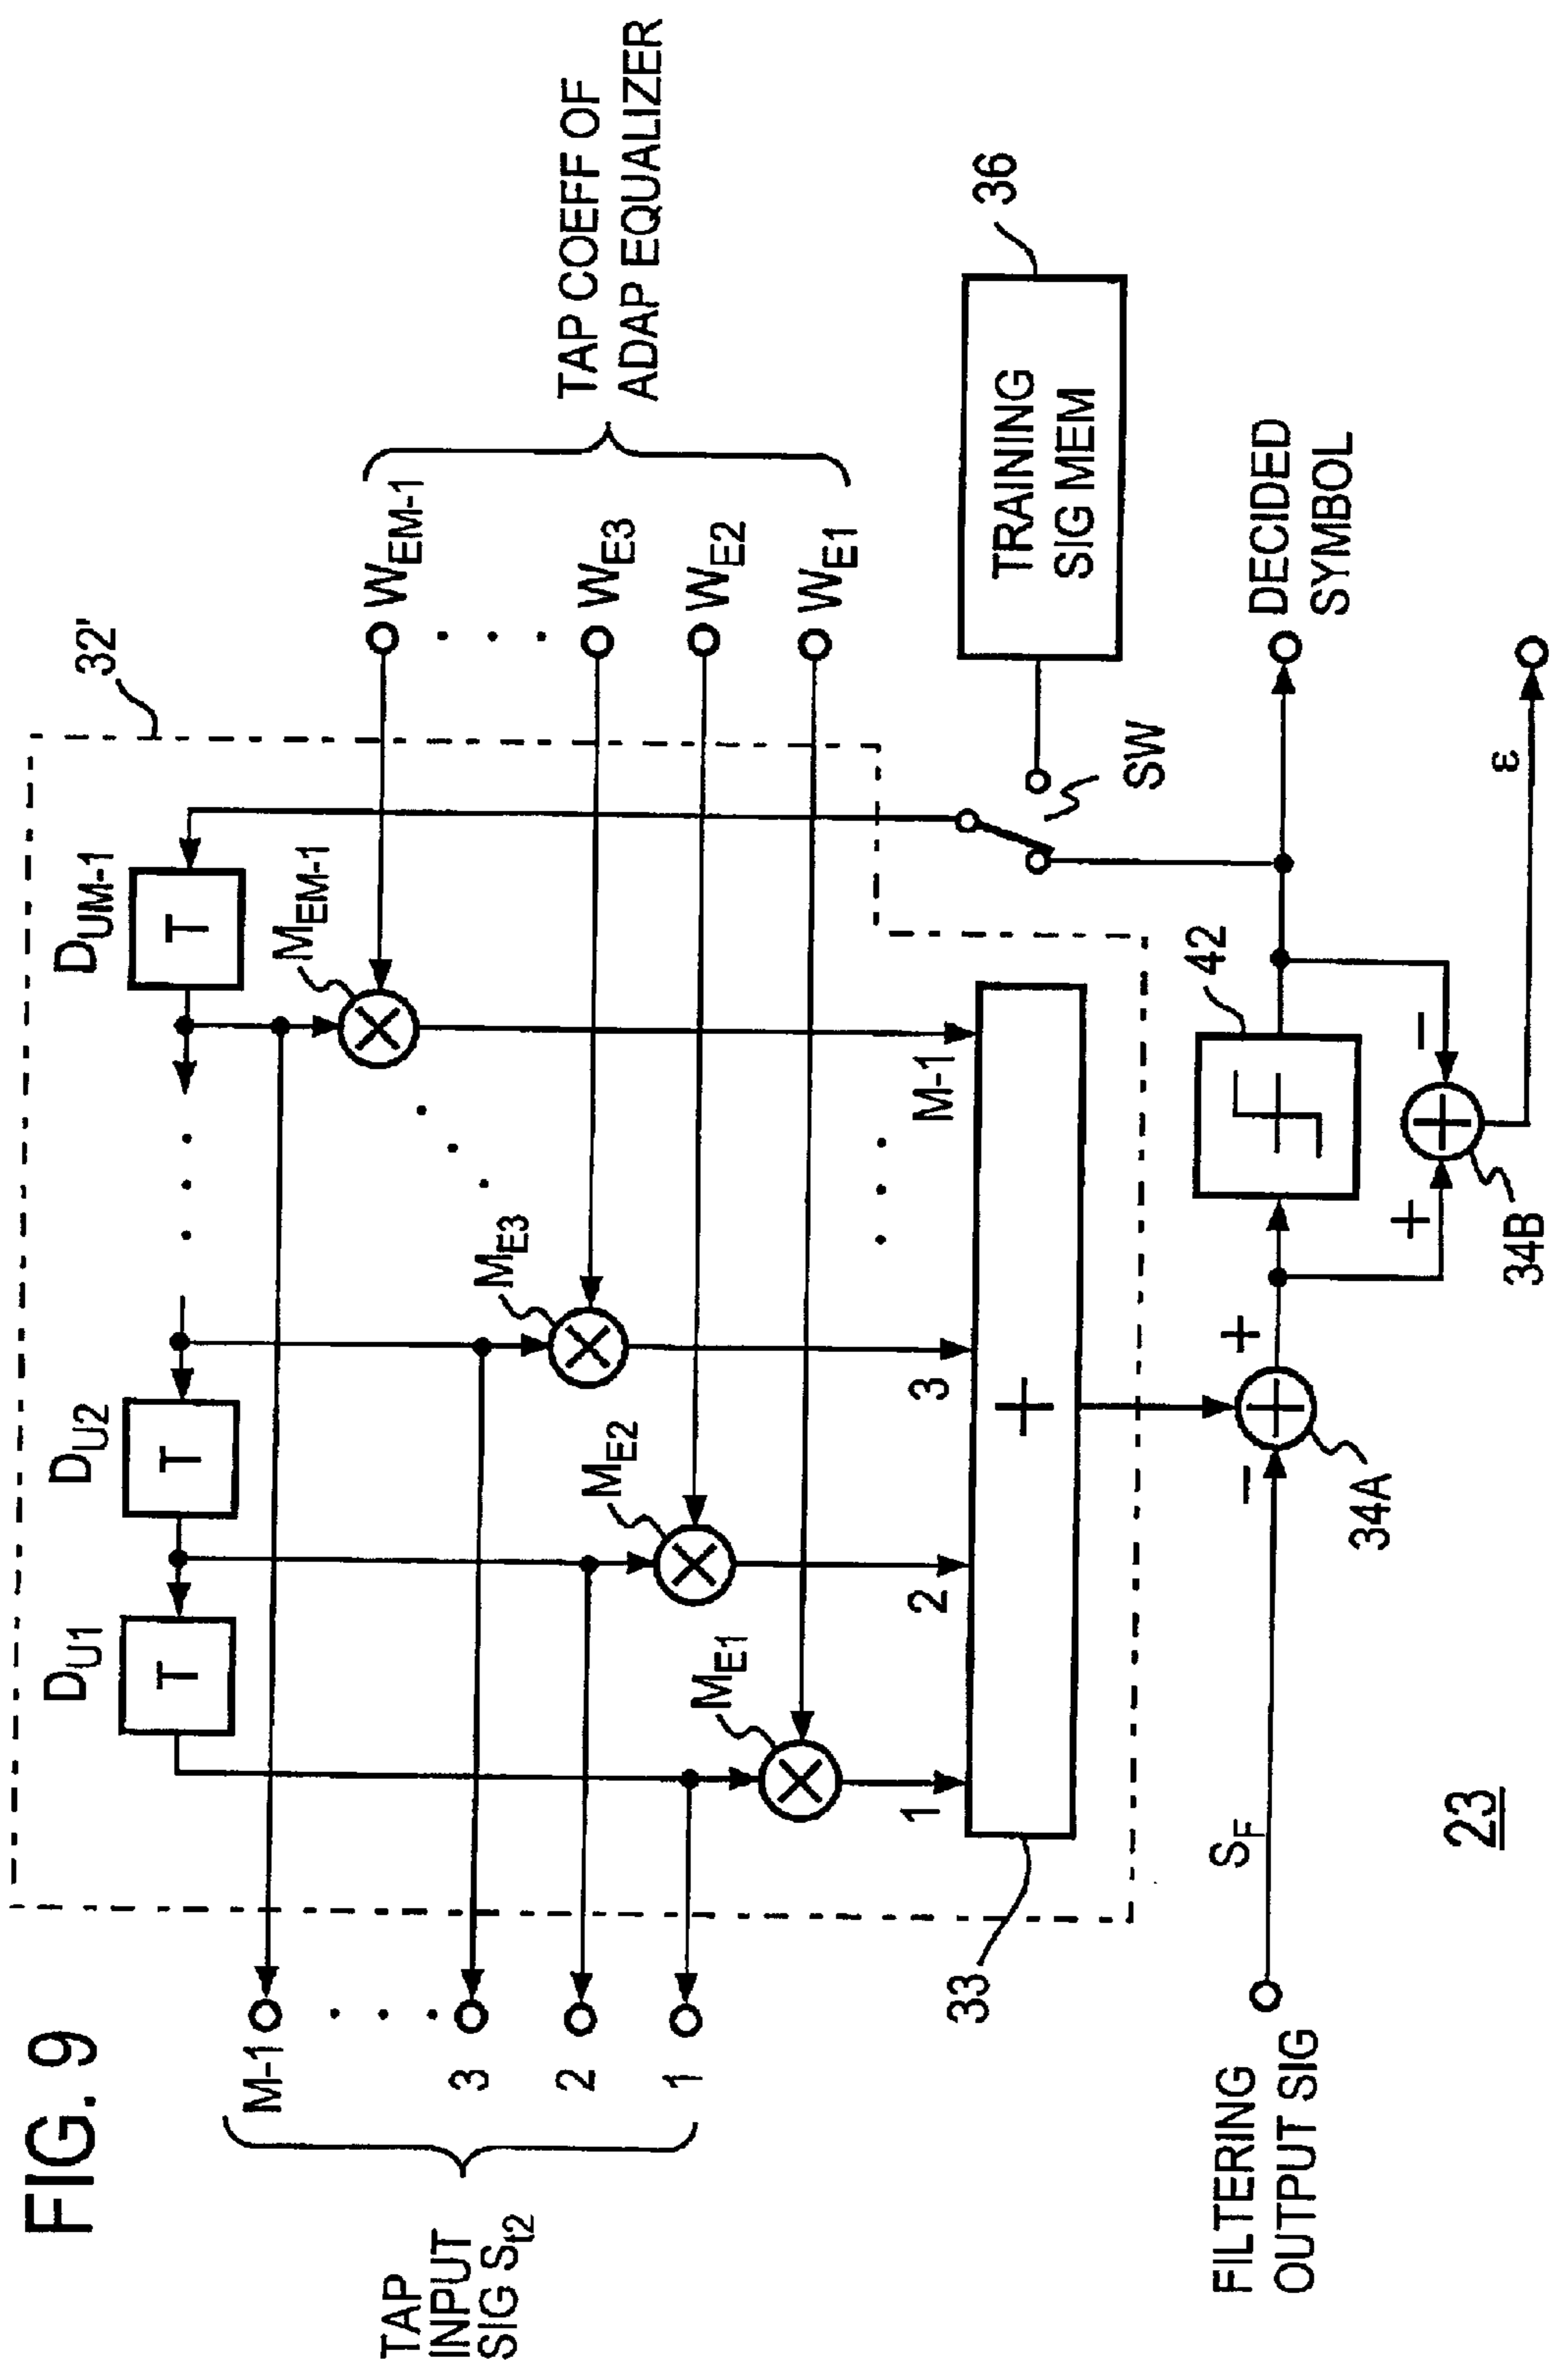 FIG. 9
32'
D_U1
D_U2
D_UM-1
T
T
T
M_EM-1
M_E3
M_E2
M_E1
W_EM-1
W_E3
W_E2
W_E1
TAP COEFF OF
ADAP EQUALIZER
M-1
3
2
1
TAP
INPUT
SIG S_t2
1
2
3
M-1
+
33
SW
TRAINING
SIG MEM
36
FILTERING
OUTPUT SIG
S_F
−
+
34A
42
+
−
34B
DECIDED
SYMBOL
ε
23